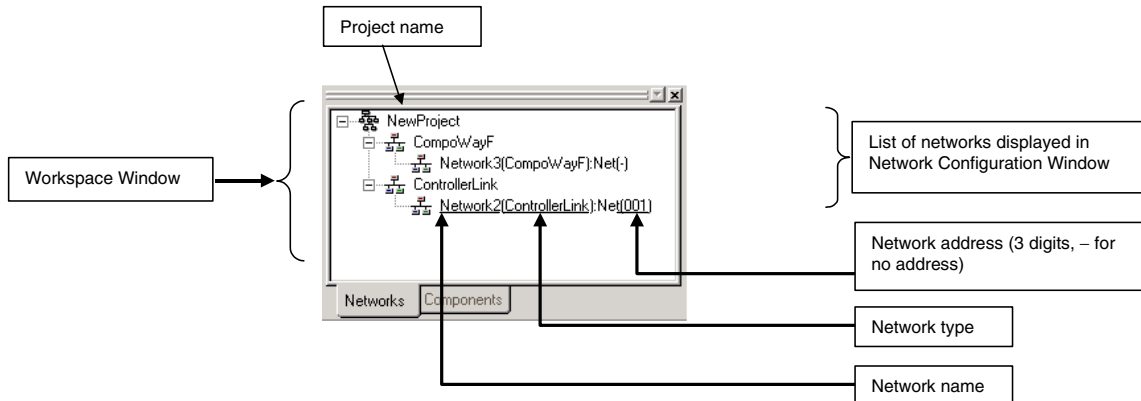 Project name
NewProject
CompoWayF
Network3(CompoWayF):Net(-)
ControllerLink
Network2(ControllerLink):Net(001)
Networks
Components
Workspace Window
List of networks displayed in
Network Configuration Window
Network address (3 digits, – for
no address)
Network type
Network name